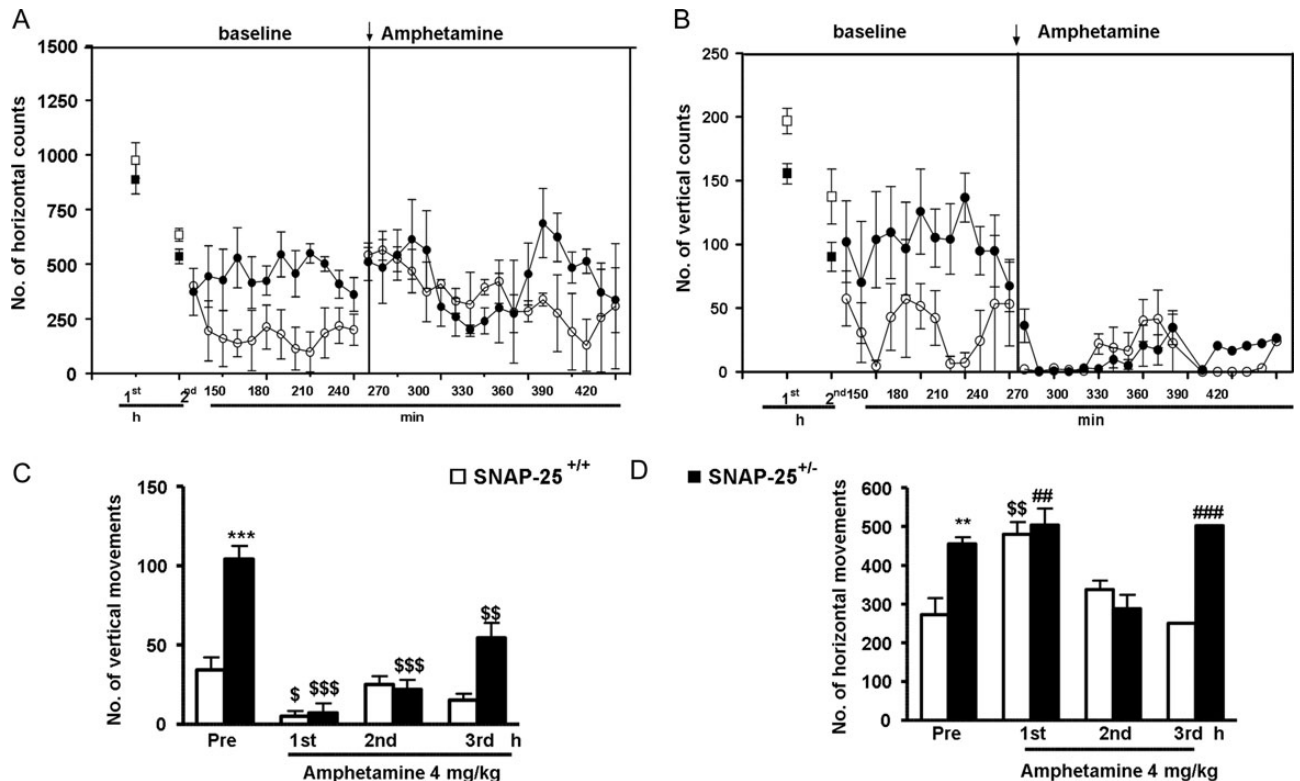 A
baseline
Amphetamine
No. of horizontal counts
1500
1250
1000
750
500
250
0
1st 2nd 150 180 210 240 270 300 330 360 390 420
h min
B
baseline
Amphetamine
No. of vertical counts
250
200
150
100
50
0
1st 2nd 150 180 210 240 270 300 330 360 390 420
h min
C
SNAP-25 +/+
No. of vertical movements
150
100
50
0
***
$ $$$ $$$ $$
Pre 1st 2nd 3rd h
Amphetamine 4 mg/kg
D
SNAP-25 +/-
No. of horizontal movements
600
500
400
300
200
100
0
** $$ ## ###
Pre 1st 2nd 3rd h
Amphetamine 4 mg/kg